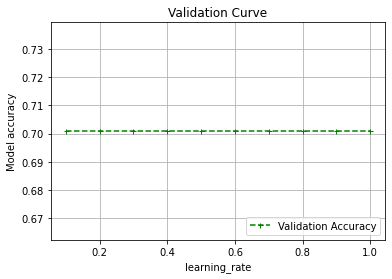 Validation Curve
Model accuracy
0.73
0.72
0.71
0.70
0.69
0.68
0.67
Validation Accuracy
0.2 0.4 0.6 0.8 1.0
learning_rate